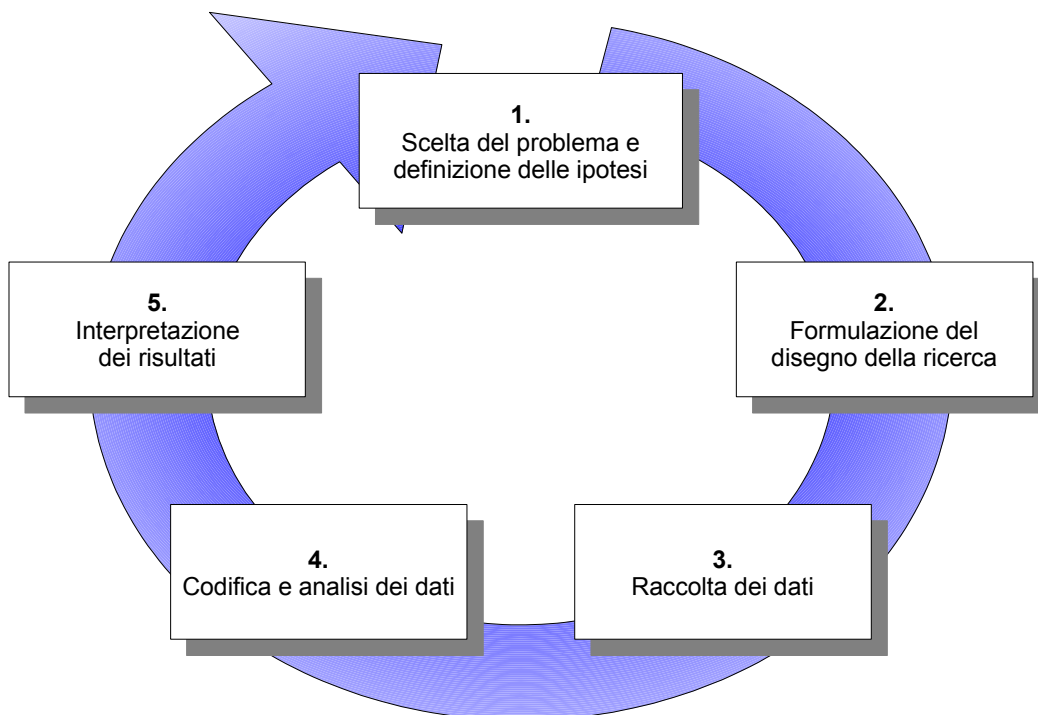 1.
Scelta del problema e
definizione delle ipotesi
2.
Formulazione del
disegno della ricerca
3.
Raccolta dei dati
4.
Codifica e analisi dei dati
5.
Interpretazione
dei risultati